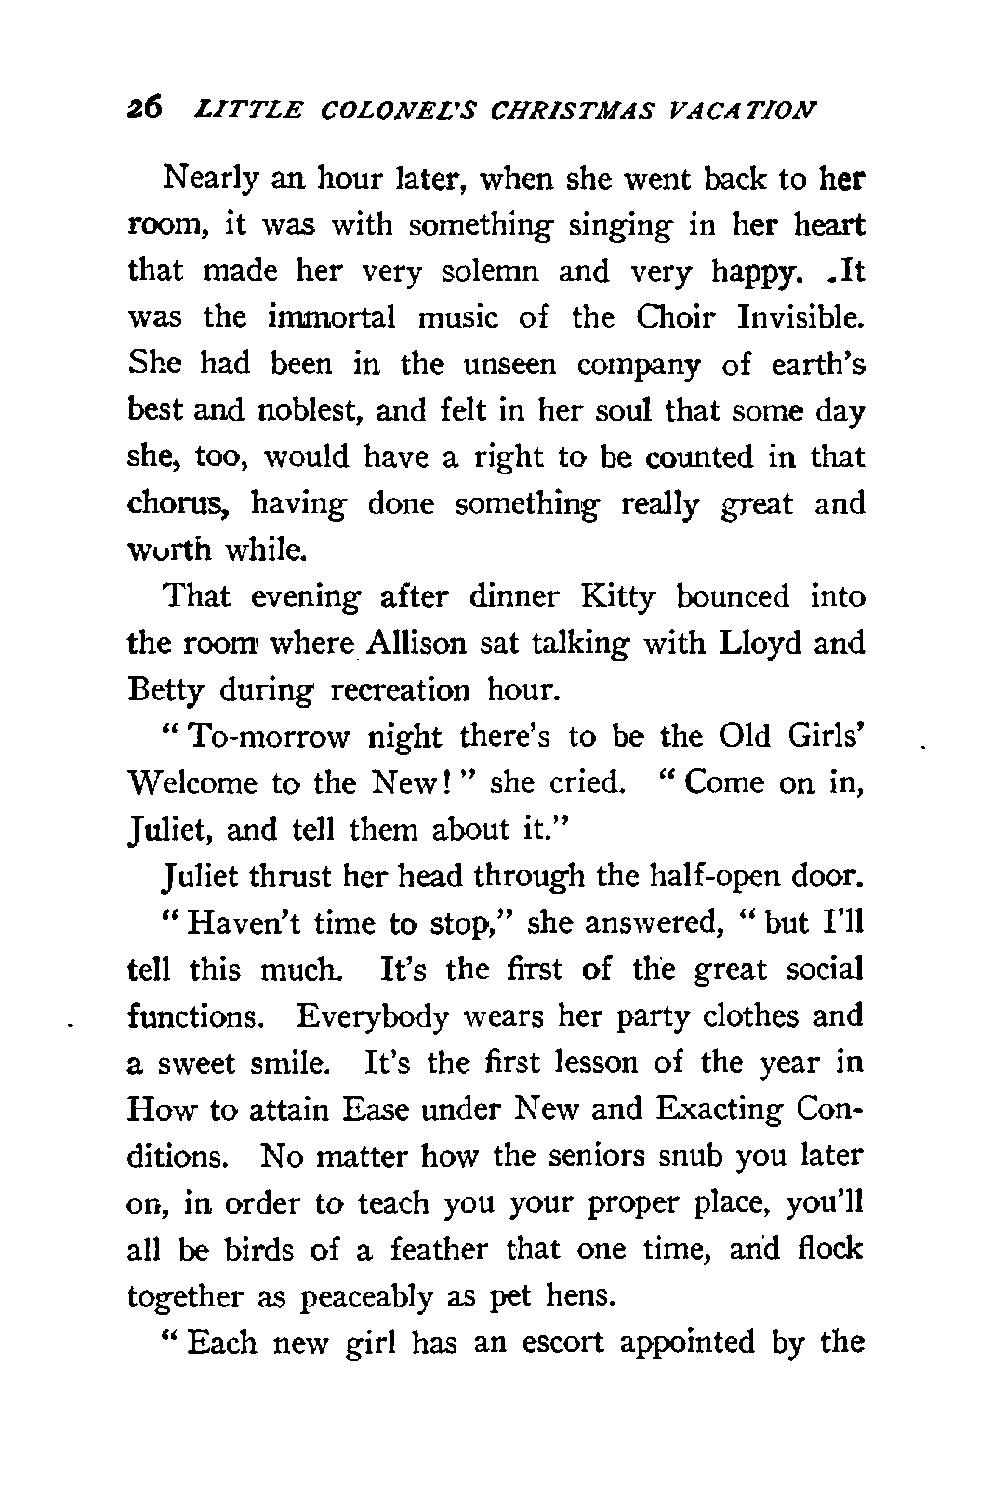 26 LITTLE COLONEL'S CHRISTMAS VACATION
Nearly an hour later, when she went back to her
room, it was with something singing in her heart
that made her very solemn and very happy. .It
was the immortal music of the Choir Invisible.
She had been in the unseen company of earth's
best and noblest, and felt in her soul that some day
she, too, would have a right to be counted in that
chorus, having done something really great and
worth while.
That evening after dinner Kitty bounced into
the room where Allison sat talking with Lloyd and
Betty during recreation hour.
" To-morrow night there's to be the Old Girls'
Welcome to the New! " she cried. " Come on in,
Juliet, and tell them about it."
Juliet thrust her head through the half-open door.
" Haven't time to stop," she answered, " but I'll
tell this much. It's the first of the great social
functions. Everybody wears her party clothes and
a sweet smile. It's the first lesson of the year in
How to attain Ease under New and Exacting Con-
ditions. No matter how the seniors snub you later
on, in order to teach you your proper place, you'll
all be birds of a feather that one time, and flock
together as peaceably as pet hens.
" Each new girl has an escort appointed by the